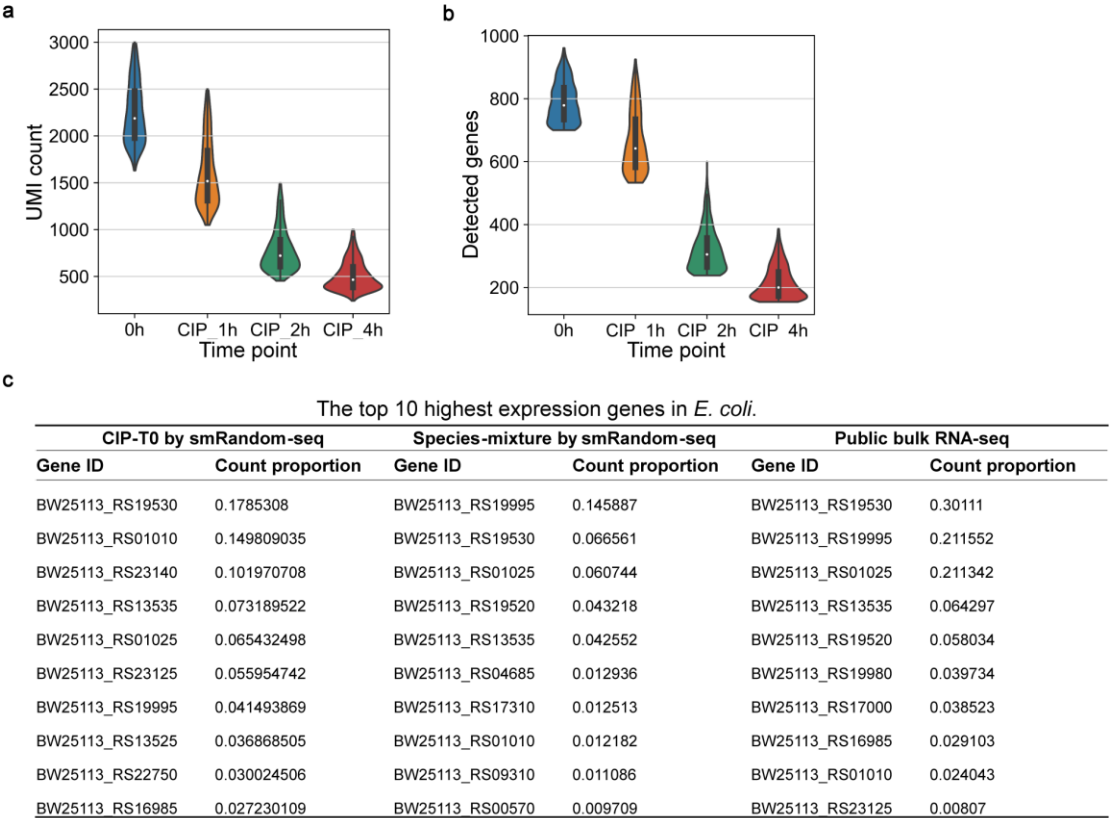 a
3000
2500
2000
1500
1000
500
UMI count
0h CIP_1h CIP_2h CIP_4h
Time point
b
1000
800
600
400
200
Detected genes
0h CIP_1h CIP_2h CIP_4h
Time point
c
The top 10 highest expression genes in E. coli.
CIP-T0 by smRandom-seq Species-mixture by smRandom-seq Public bulk RNA-seq
Gene ID Count proportion Gene ID Count proportion Gene ID Count proportion
BW25113_RS19530 0.1785308 BW25113_RS19995 0.145887 BW25113_RS19530 0.30111
BW25113_RS01010 0.149809035 BW25113_RS19530 0.066561 BW25113_RS19995 0.211552
BW25113_RS23140 0.101970708 BW25113_RS01025 0.060744 BW25113_RS01025 0.211342
BW25113_RS13535 0.073189522 BW25113_RS19520 0.043218 BW25113_RS13535 0.064297
BW25113_RS01025 0.065432498 BW25113_RS13535 0.042552 BW25113_RS19520 0.058034
BW25113_RS23125 0.055954742 BW25113_RS04685 0.012936 BW25113_RS19980 0.039734
BW25113_RS19995 0.041493869 BW25113_RS17310 0.012513 BW25113_RS17000 0.038523
BW25113_RS13525 0.036868505 BW25113_RS01010 0.012182 BW25113_RS16985 0.029103
BW25113_RS22750 0.030024506 BW25113_RS09310 0.011086 BW25113_RS01010 0.024043
BW25113_RS16985 0.027230109 BW25113_RS00570 0.009709 BW25113_RS23125 0.00807